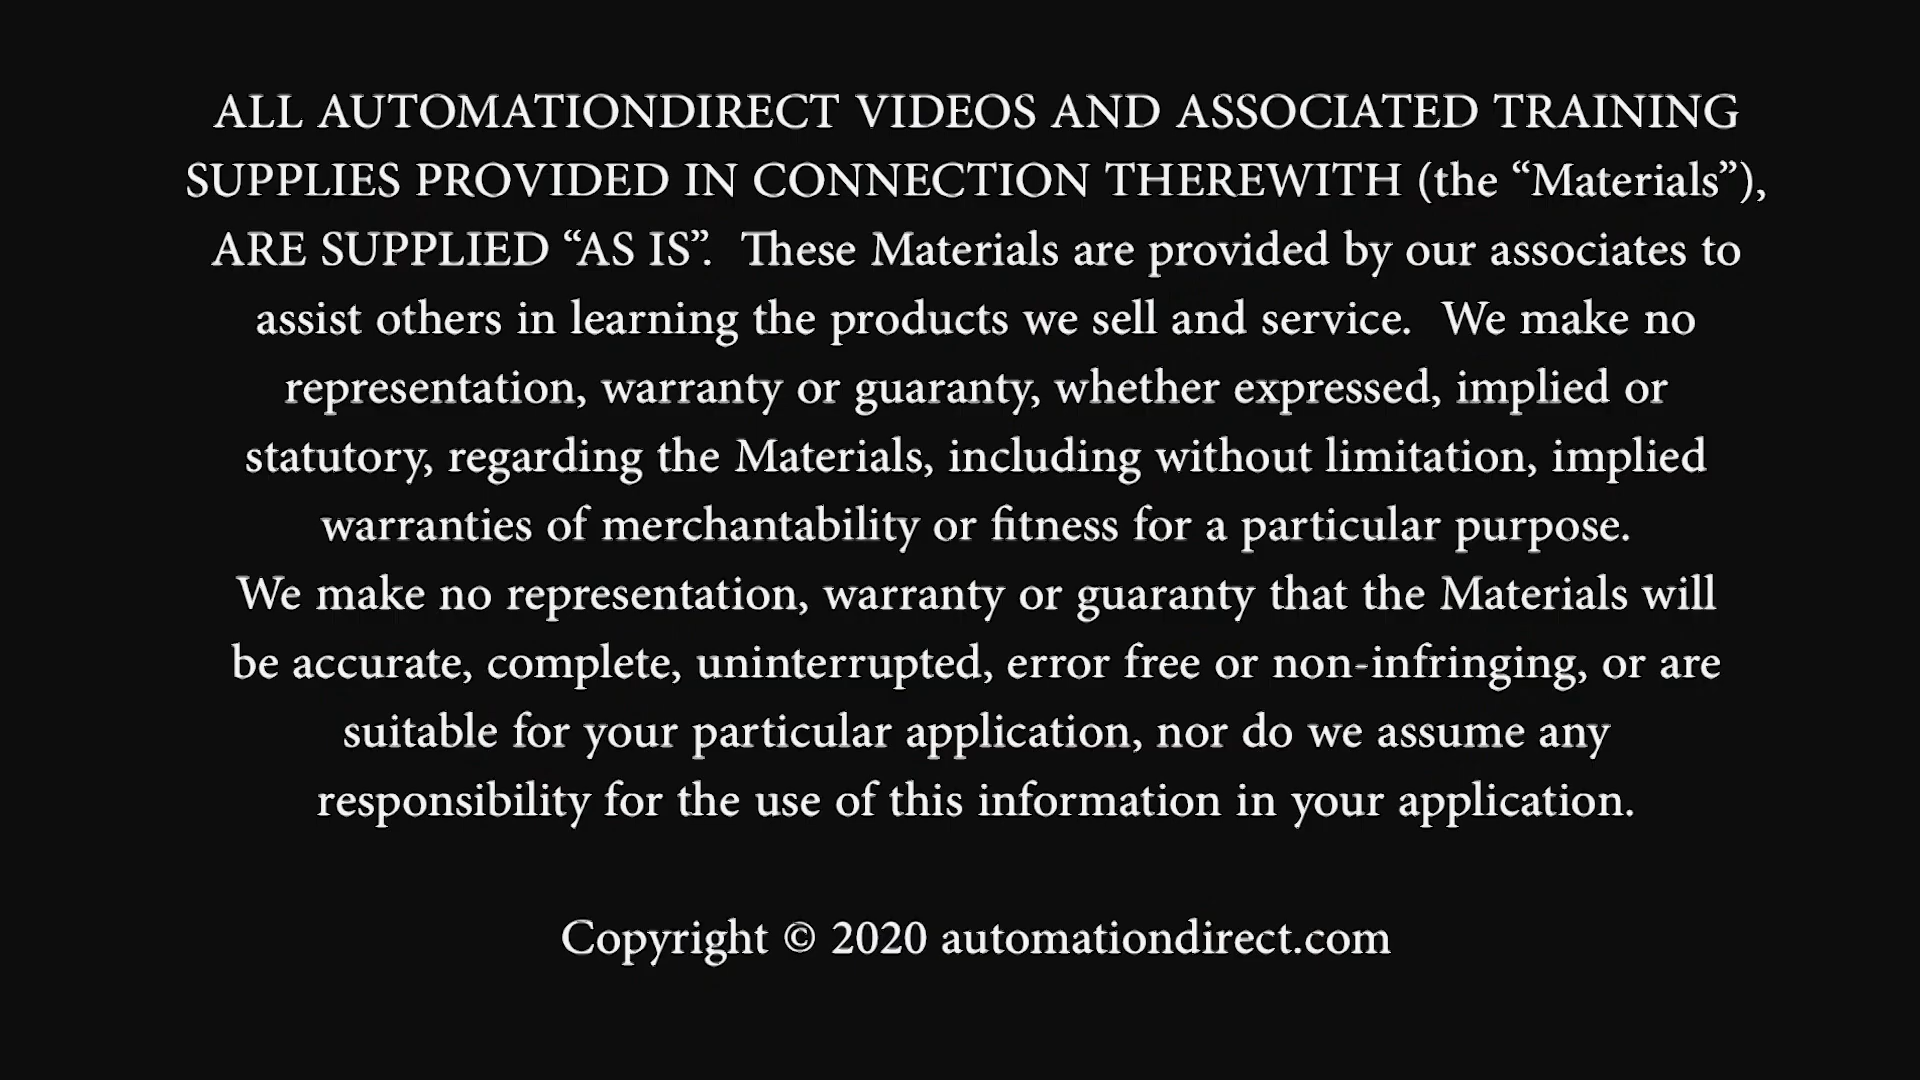 ALL AUTOMATIONDIRECT VIDEOS AND ASSOCIATED TRAINING
SUPPLIES PROVIDED IN CONNECTION THEREWITH (the “Materials”),
ARE SUPPLIED “AS IS”.  These Materials are provided by our associates to
assist others in learning the products we sell and service.  We make no
representation, warranty or guaranty, whether expressed, implied or
statutory, regarding the Materials, including without limitation, implied
warranties of merchantability or fitness for a particular purpose.
We make no representation, warranty or guaranty that the Materials will
be accurate, complete, uninterrupted, error free or non-infringing, or are
suitable for your particular application, nor do we assume any
responsibility for the use of this information in your application.
Copyright © 2020 automationdirect.com